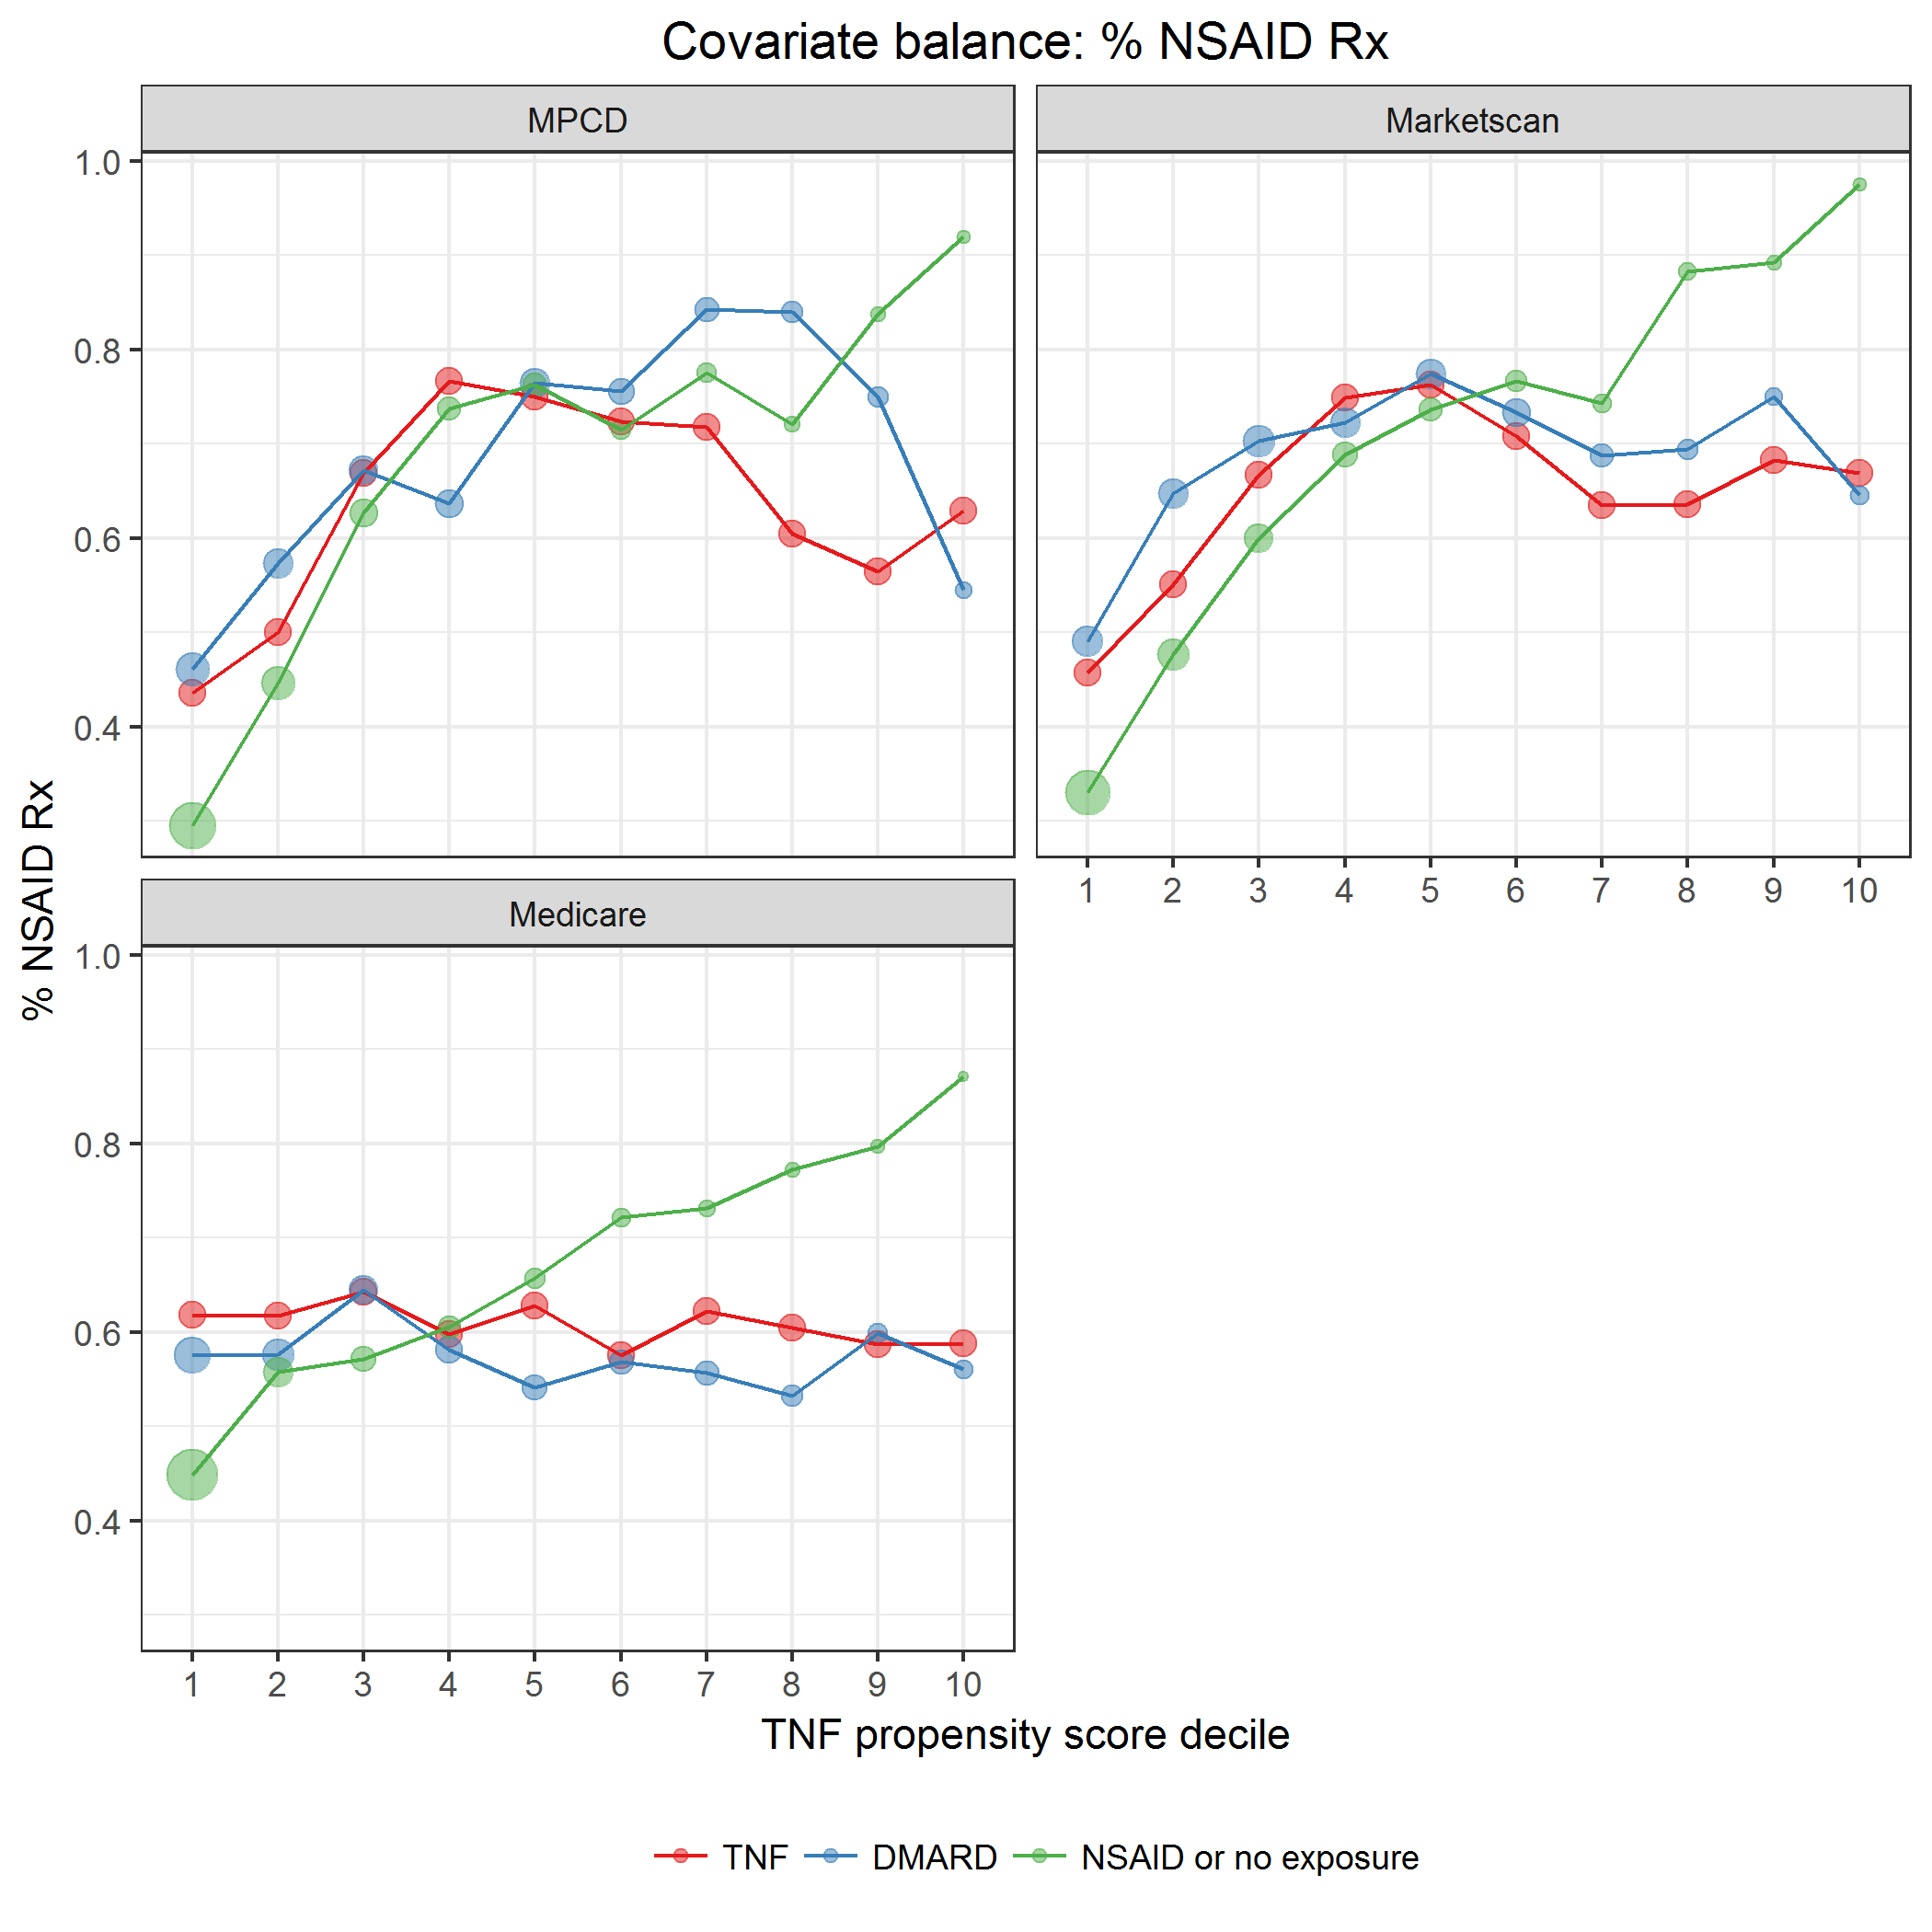 Covariate balance: % NSAID Rx
MPCD
Marketscan
1.0
0.8
0.6
0.4
1 2 3 4 5 6 7 8 9 10
% NSAID Rx
Medicare
1.0
0.8
0.6
0.4
1 2 3 4 5 6 7 8 9 10
TNF propensity score decile
TNF DMARD NSAID or no exposure